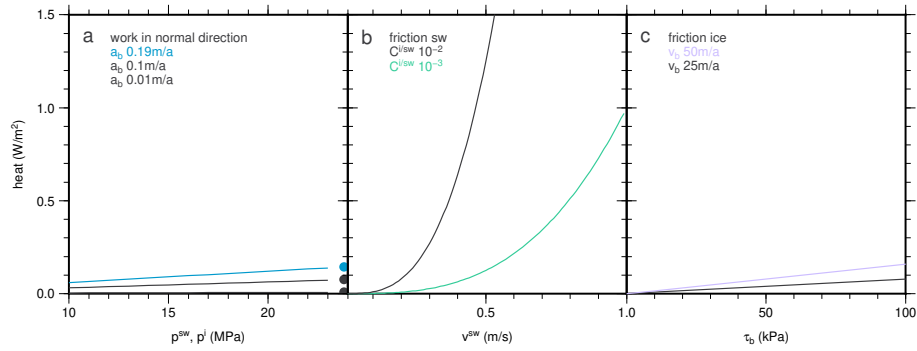 a work in normal direction
a_b 0.19m/a
a_b 0.1m/a
a_b 0.01m/a
b friction sw
C^{i/sw} 10^{-2}
C^{i/sw} 10^{-3}
c friction ice
v_b 50m/a
v_b 25m/a
1.5
1.0
0.5
0.0
heat (W/m²)
10 15 20
0.5 1.0
50 100
p^{sw}, p^i (MPa)
v^{sw} (m/s)
τ_b (kPa)